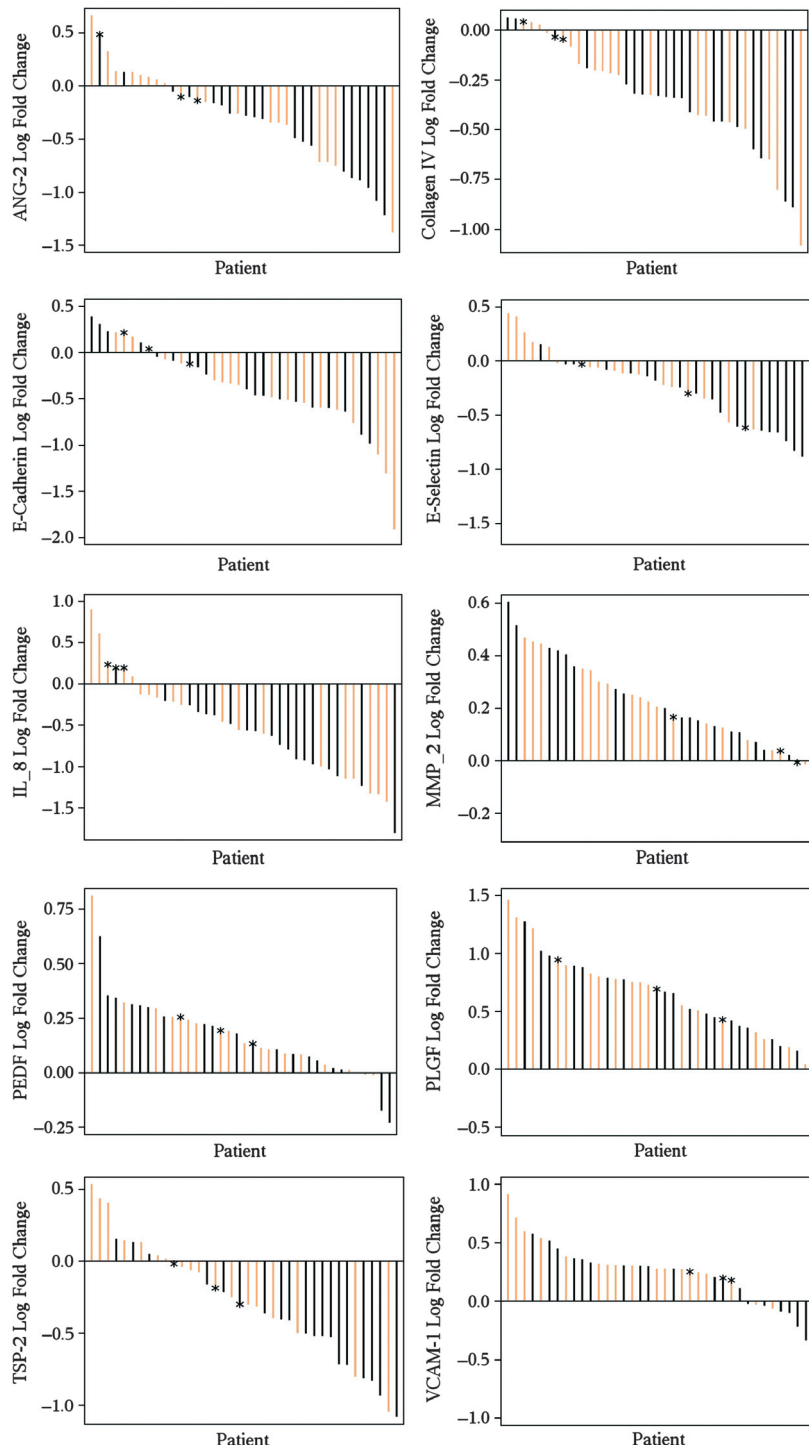 ANG-2 Log Fold Change
0.5
0.0
−0.5
−1.0
−1.5
Patient
Collagen IV Log Fold Change
0.00
−0.25
−0.50
−0.75
−1.00
Patient
E-Cadherin Log Fold Change
0.5
0.0
−0.5
−1.0
−1.5
−2.0
Patient
E-Selectin Log Fold Change
0.5
0.0
−0.5
−1.0
−1.5
Patient
IL_8 Log Fold Change
1.0
0.5
0.0
−0.5
−1.0
−1.5
Patient
MMP_2 Log Fold Change
0.6
0.4
0.2
0.0
−0.2
Patient
PEDF Log Fold Change
0.75
0.50
0.25
0.00
−0.25
Patient
PLGF Log Fold Change
1.5
1.0
0.5
0.0
−0.5
Patient
TSP-2 Log Fold Change
0.5
0.0
−0.5
−1.0
Patient
VCAM-1 Log Fold Change
1.0
0.5
0.0
−0.5
−1.0
Patient